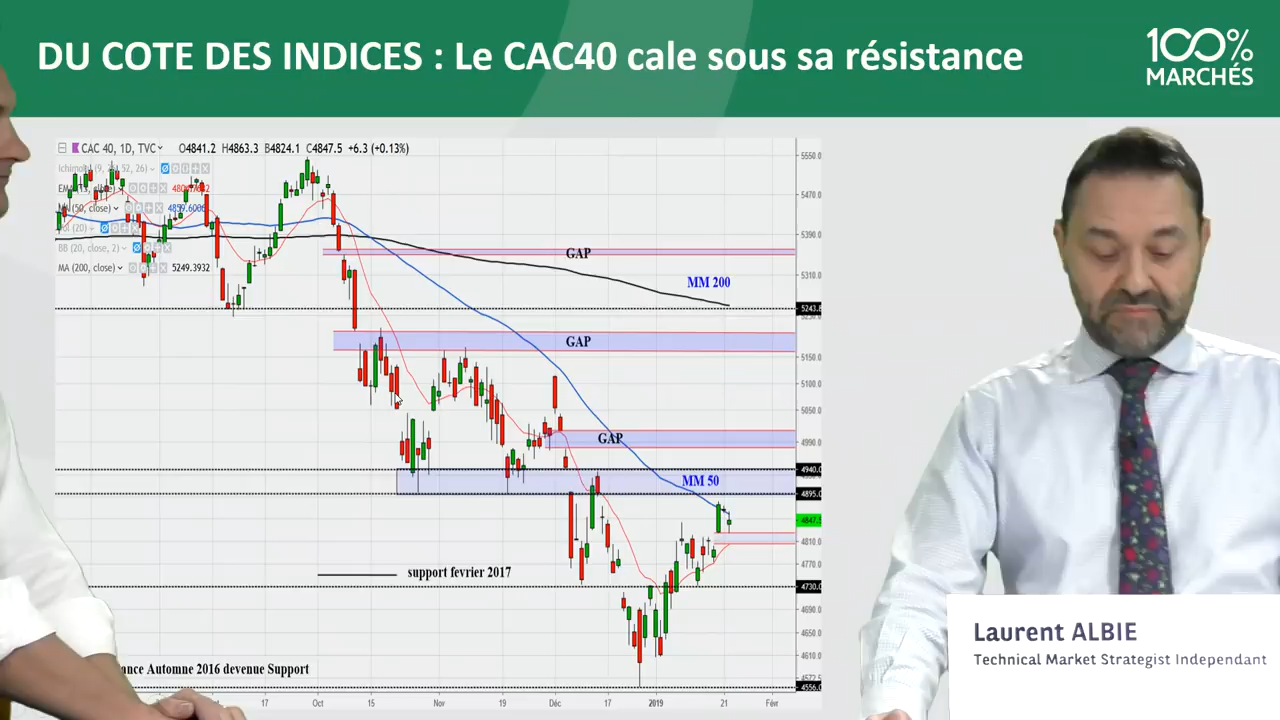 DU COTE DES INDICES : Le CAC40 cale sous sa résistance
100%
MARCHÉS
CAC 40, 1D, TVC O4841.2 H4863.3 B4824.1 C4847.5 +6.3 (+0.13%)
MA (200, close) 5249.3932
BB (20, close, 2)
GAP
MM 200
GAP
GAP
MM 50
support fevrier 2017
ance Automne 2016 devenue Support
5550.0
5470.0
5390.0
5310.0
5243.8
5150.0
5100.0
5050.0
4990.0
4940.0
4895.0
4847.5
4810.0
4770.0
4730.0
4690.0
4650.0
4610.0
4556.0
17
Oct
15
Nov
19
Déc
17
2019
21
Févr
Laurent ALBIE
Technical Market Strategist Independant